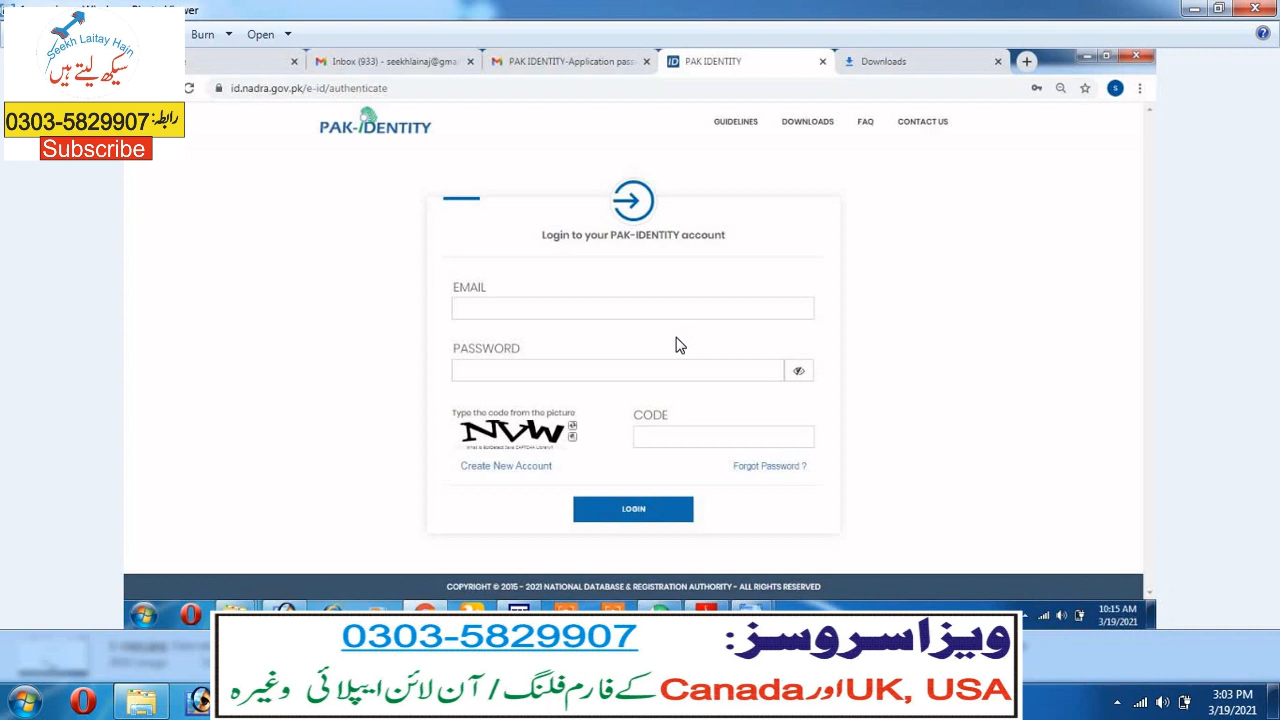 Viewer
Burn
Open
Seekh Laitay Hain
سیکھ لیتے ہیں
رابطہ: 0303-5829907
Subscribe
Inbox (933) - seekhlainaj@gma
PAK IDENTITY-Application pass
PAK IDENTITY
Downloads
id.nadra.gov.pk/e-id/authenticate
PAK-IDENTITY
GUIDELINES
DOWNLOADS
FAQ
CONTACT US
Login to your PAK-IDENTITY account
EMAIL
PASSWORD
Type the code from the picture
CODE
NVW
Create New Account
Forgot Password ?
LOGIN
COPYRIGHT © 2015 - 2021 NATIONAL DATABASE & REGISTRATION AUTHORITY - ALL RIGHTS RESERVED
10:15 AM
3/19/2021
ویزا سروسز: 0303-5829907
UK, USA اور Canada کے فارم فلنگ / آن لائن ایپلائی وغیرہ
3:03 PM
3/19/2021